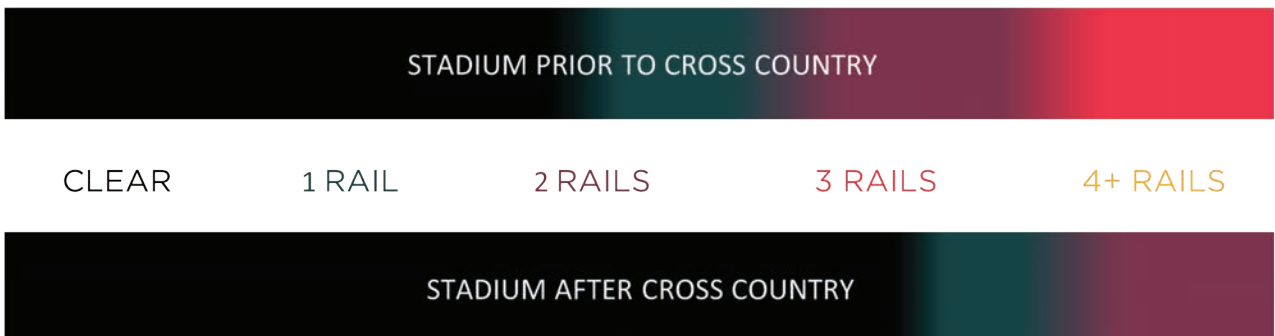 STADIUM PRIOR TO CROSS COUNTRY
CLEAR 1 RAIL 2 RAILS 3 RAILS 4+ RAILS
STADIUM AFTER CROSS COUNTRY